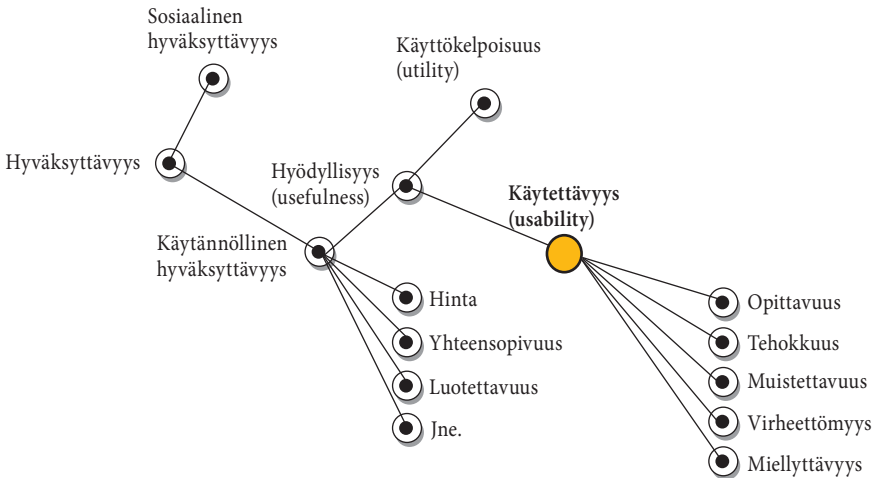 Sosiaalinen
hyväksyttävyys
Käyttökelpoisuus
(utility)
Hyväksyttävyys
Hyödyllisyys
(usefulness)
Käytettävyys
(usability)
Käytännöllinen
hyväksyttävyys
Hinta
Yhteensopivuus
Luotettavuus
Jne.
Opittavuus
Tehokkuus
Muistettavuus
Virheettömyys
Miellyttävyys